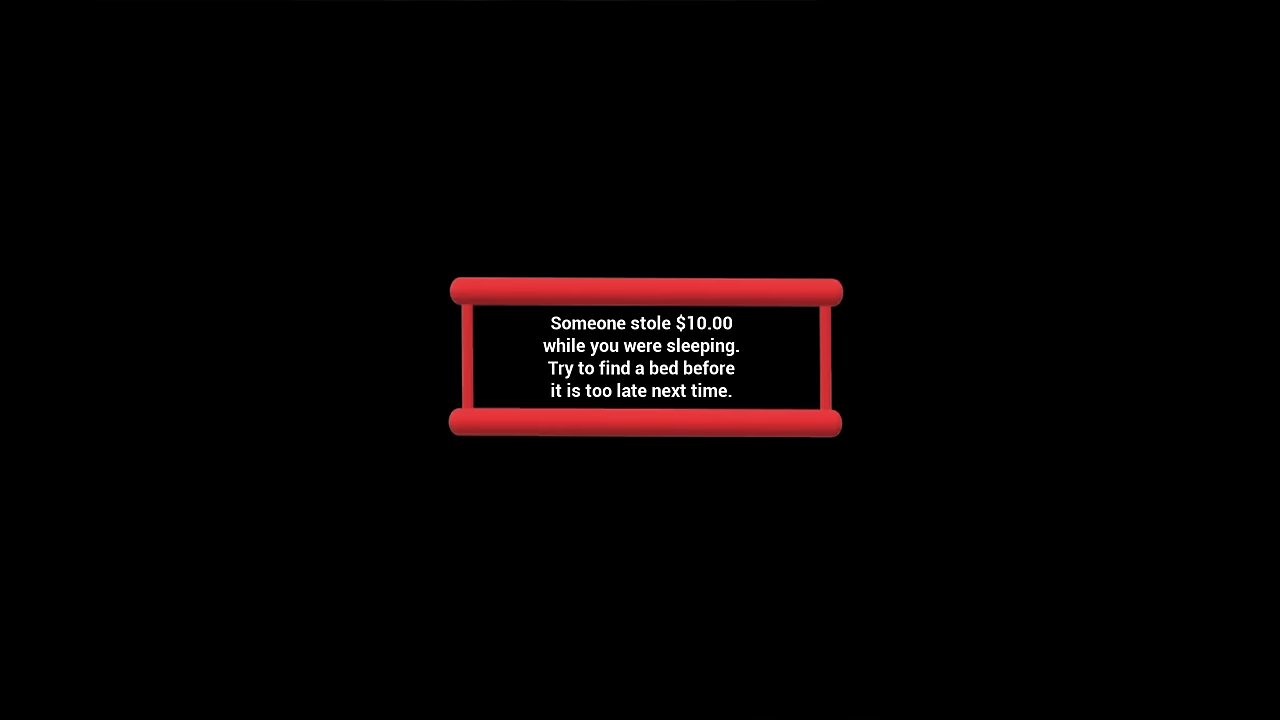 Someone stole $10.00
while you were sleeping.
Try to find a bed before
it is too late next time.